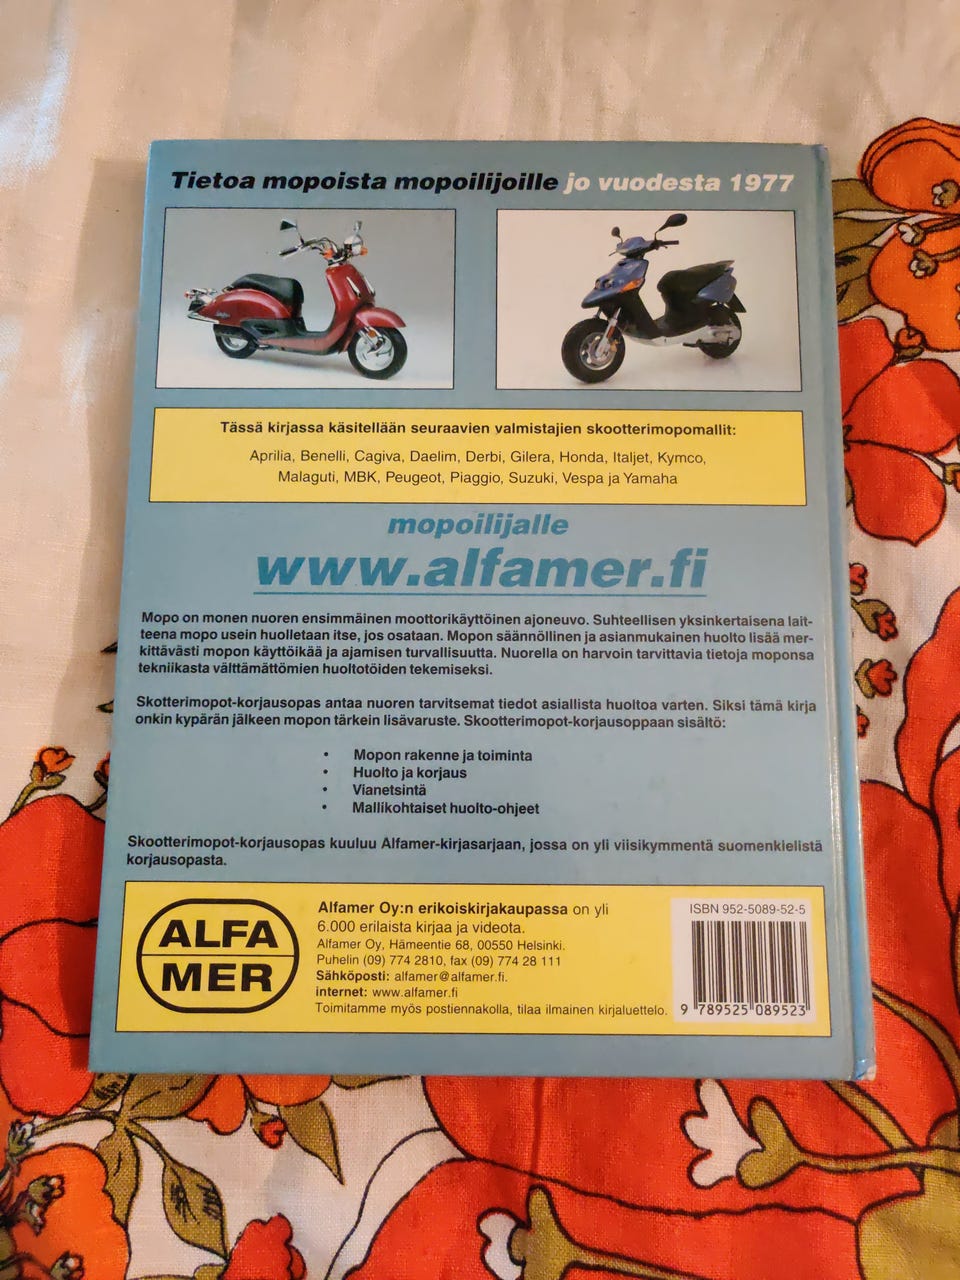 Tietoa mopoista mopoilijoille jo vuodesta 1977
Tässä kirjassa käsitellään seuraavien valmistajien skootterimopomallit:
Aprilia, Benelli, Cagiva, Daelim, Derbi, Gilera, Honda, Italjet, Kymco,
Malaguti, MBK, Peugeot, Piaggio, Suzuki, Vespa ja Yamaha
mopoilijalle
www.alfamer.fi
Mopo on monen nuoren ensimmäinen moottorikäyttöinen ajoneuvo. Suhteellisen yksinkertaisena lait-
teena mopo usein huolletaan itse, jos osataan. Mopon säännöllinen ja asianmukainen huolto lisää mer-
kittävästi mopon käyttöikää ja ajamisen turvallisuutta. Nuorella on harvoin tarvittavia tietoja moponsa
tekniikasta välttämättömien huoltotöiden tekemiseksi.
Skotterimopot-korjausopas antaa nuoren tarvitsemat tiedot asiallista huoltoa varten. Siksi tämä kirja
onkin kypärän jälkeen mopon tärkein lisävaruste. Skootterimopot-korjausoppaan sisältö:
• Mopon rakenne ja toiminta
• Huolto ja korjaus
• Vianetsintä
• Mallikohtaiset huolto-ohjeet
Skootterimopot-korjausopas kuuluu Alfamer-kirjasarjaan, jossa on yli viisikymmentä suomenkielistä
korjausopasta.
ALFA
MER
Alfamer Oy:n erikoiskirjakaupassa on yli
6.000 erilaista kirjaa ja videota.
Alfamer Oy, Hämeentie 68, 00550 Helsinki.
Puhelin (09) 774 2810, fax (09) 774 28 111
Sähköposti: alfamer@alfamer.fi.
internet: www.alfamer.fi
Toimitamme myös postiennakolla, tilaa ilmainen kirjaluettelo.
ISBN 952-5089-52-5
9 789525 089523